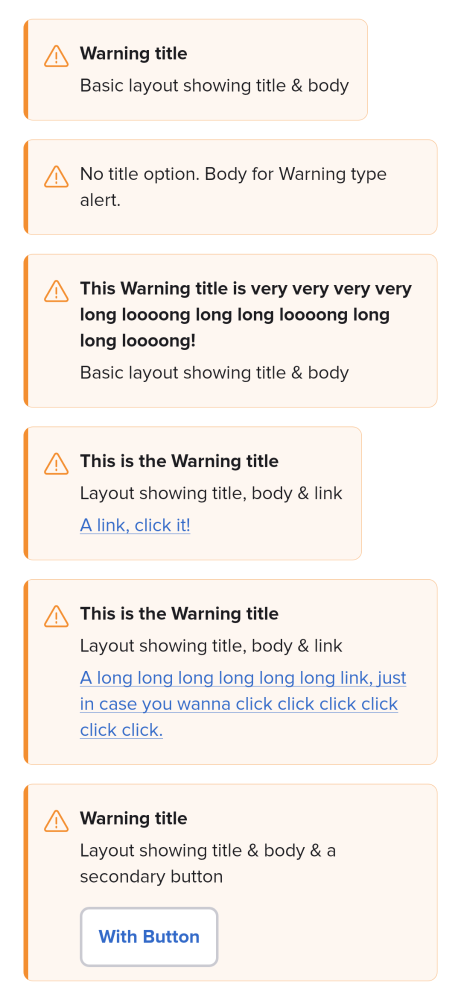 Warning title
Basic layout showing title & body
No title option. Body for Warning type
alert.
This Warning title is very very very very
long loooong long long loooong long
long loooong!
Basic layout showing title & body
This is the Warning title
Layout showing title, body & link
A link, click it!
This is the Warning title
Layout showing title, body & link
A long long long long long long link, just
in case you wanna click click click click
click click.
Warning title
Layout showing title & body & a
secondary button
With Button